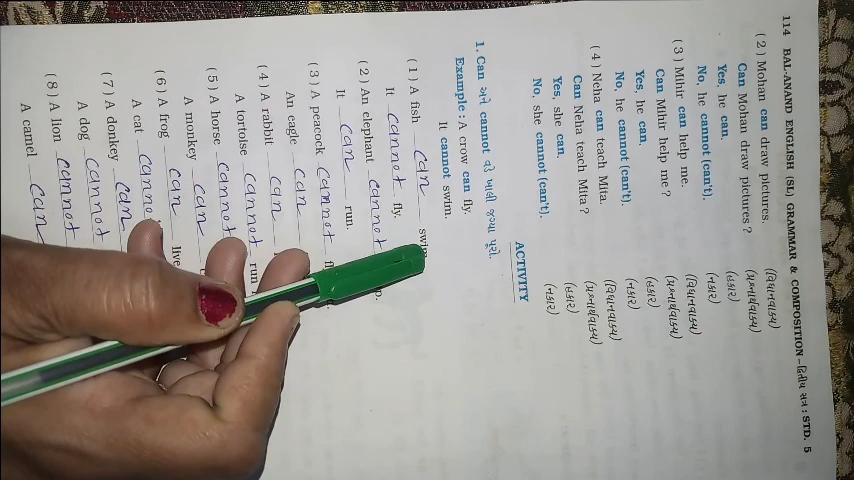 114 BAL-ANAND ENGLISH (SL) GRAMMAR & COMPOSITION – દ્વિતીય સત્ર : STD. 5
( 2 ) Mohan can draw pictures. (વિધાનવાક્ય)
Can Mohan draw pictures ? (પ્રશ્નાર્થવાક્ય)
Yes, he can. (હકાર)
No, he cannot (can't). (નકાર)
( 3 ) Mihir can help me. (વિધાનવાક્ય)
Can Mihir help me ? (પ્રશ્નાર્થવાક્ય)
Yes, he can. (હકાર)
No, he cannot (can't). (નકાર)
( 4 ) Neha can teach Mita. (વિધાનવાક્ય)
Can Neha teach Mita ? (પ્રશ્નાર્થવાક્ય)
Yes, she can. (હકાર)
No, she cannot (can't). (નકાર)
ACTIVITY
1. Can અને cannot વડે ખાલી જગ્યા પૂરો.
Example : A crow can fly.
It cannot swim.
( 1 ) A fish can swim
It cannot fly.
( 2 ) An elephant cannot
It can run.
( 3 ) A peacock cannot
An eagle can
( 4 ) A rabbit can
A tortoise cannot run
( 5 ) A horse cannot
A monkey can
( 6 ) A frog can live
A cat
( 7 ) A donkey can
A dog cannot
( 8 ) A lion cannot
A camel can